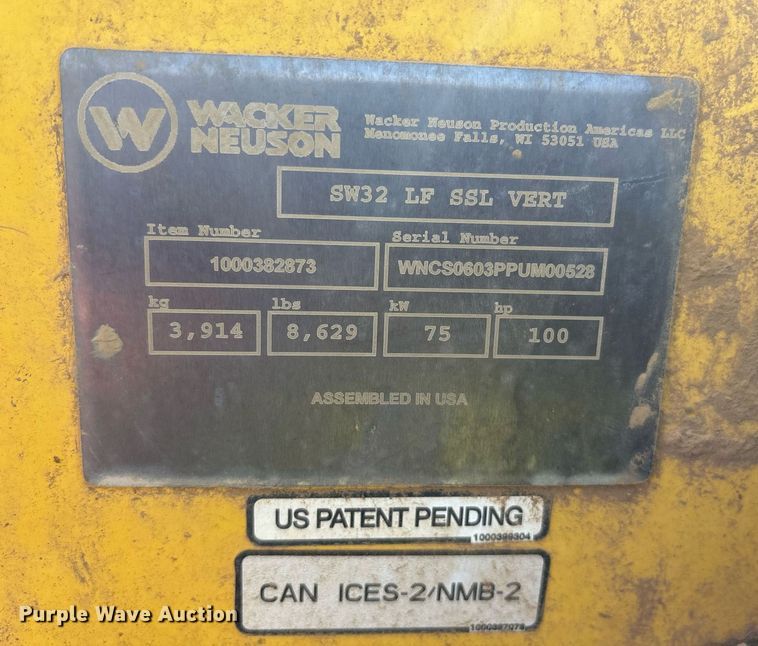 W
WACKER
NEUSON
Wacker Neuson Production Americas LLC
Menomonee Falls, WI 53051 USA
SW32 LF SSL VERT
Item Number
Serial Number
1000382873
WNCS0603PPUM00528
kg
lbs
kW
hp
3,914
8,629
75
100
ASSEMBLED IN USA
US PATENT PENDING
1000399304
CAN ICES-2/NMB-2
1000397073
Purple Wave Auction